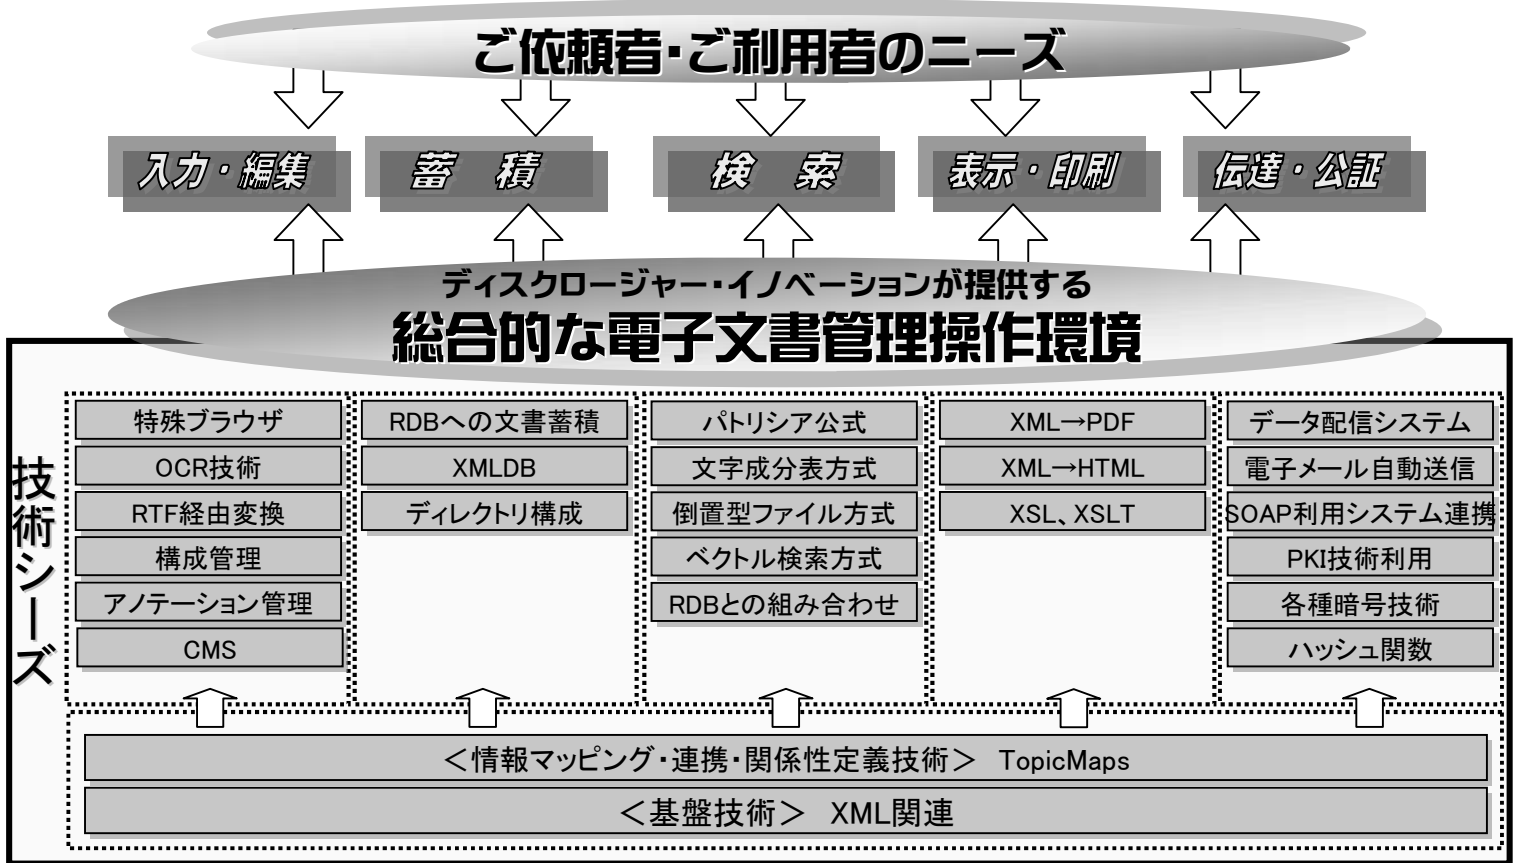 ご依頼者・ご利用者のニーズ
入力・編集
蓄　積
検　索
表示・印刷
伝達・公証
ディスクロージャー・イノベーションが提供する
総合的な電子文書管理操作環境
技術シーズ
特殊ブラウザ
OCR技術
RTF経由変換
構成管理
アノテーション管理
CMS
RDBへの文書蓄積
XMLDB
ディレクトリ構成
パトリシア公式
文字成分表方式
倒置型ファイル方式
ベクトル検索方式
RDBとの組み合わせ
XML→PDF
XML→HTML
XSL、XSLT
データ配信システム
電子メール自動送信
SOAP利用システム連携
PKI技術利用
各種暗号技術
ハッシュ関数
＜情報マッピング・連携・関係性定義技術＞　TopicMaps
＜基盤技術＞　XML関連